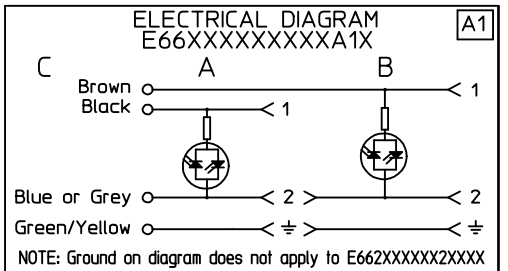 ELECTRICAL DIAGRAM
E66XXXXXXXXXA1X
A1
C A B
Brown 1
Black 1
Blue or Grey 2 2
Green/Yellow
NOTE: Ground on diagram does not apply to E662XXXXXX2XXXX